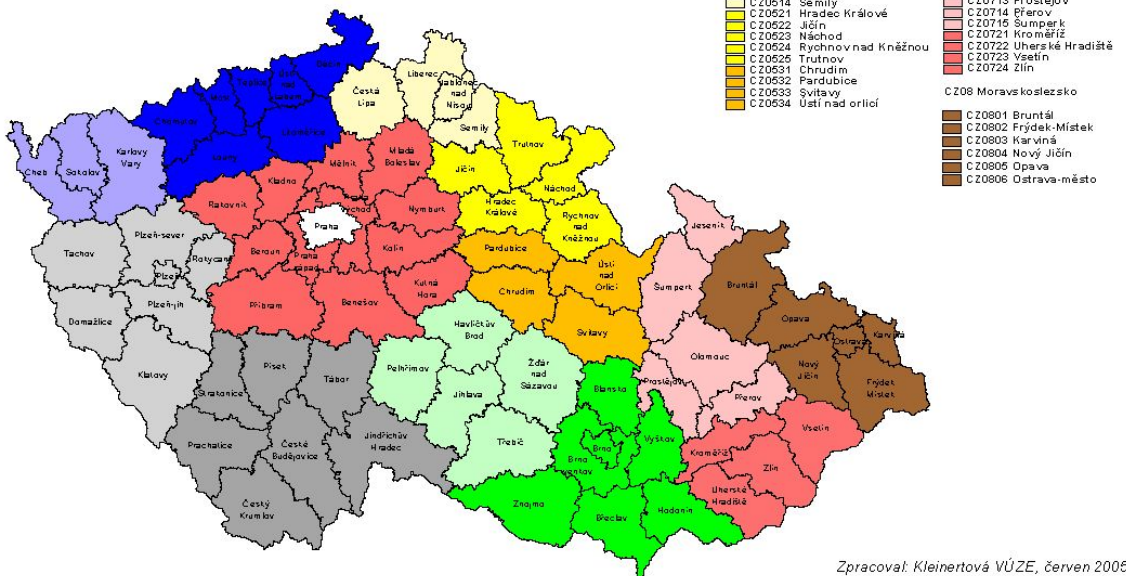 CZ0514 Semily
CZ0521 Hradec Králové
CZ0522 Jičín
CZ0523 Náchod
CZ0524 Rychnov nad Kněžnou
CZ0525 Trutnov
CZ0531 Chrudim
CZ0532 Pardubice
CZ0533 Svitavy
CZ0534 Ústí nad orlicí
CZ0713 Prostějov
CZ0714 Přerov
CZ0715 Šumperk
CZ0721 Kroměříž
CZ0722 Uherské Hradiště
CZ0723 Vsetín
CZ0724 Zlín
CZ08 Moravskoslezsko
CZ0801 Bruntál
CZ0802 Frýdek-Místek
CZ0803 Karviná
CZ0804 Nový Jičín
CZ0805 Opava
CZ0806 Ostrava-město
Děčín
Teplice
Most
Chomutov
Litoměřice
Louny
Liberec
Česká
Lípa
Jablonec
nad
Nisou
Semily
Karlovy
Vary
Cheb
Sokolov
Mělník
Mladá
Boleslav
Kladno
Rakovník
Nymburk
Praha
Beroun
Praha
západ
Kolín
Kutná
Hora
Příbram
Benešov
Trutnov
Jičín
Náchod
Hradec
Králové
Rychnov
nad
Kněžnou
Plzeň-sever
Tachov
Rokycany
Plzeň
Plzeň-jih
Domažlice
Klatovy
Pardubice
Chrudim
Ústí
nad
Orlicí
Svitavy
Jeseník
Šumperk
Olomouc
Prostějov
Přerov
Bruntál
Opava
Ostrava
Karviná
Nový
Jičín
Frýdek
Místek
Písek
Tábor
Strakonice
Prachatice
České
Budějovice
Jindřichův
Hradec
Český
Krumlov
Havlíčkův
Brod
Pelhřimov
Žďár
nad
Sázavou
Jihlava
Třebíč
Blansko
Vyškov
Brno
Brno
venkov
Znojmo
Břeclav
Hodonín
Vsetín
Kroměříž
Zlín
Uherské
Hradiště
Zpracoval: Kleinertová VÚZE, červen 2005